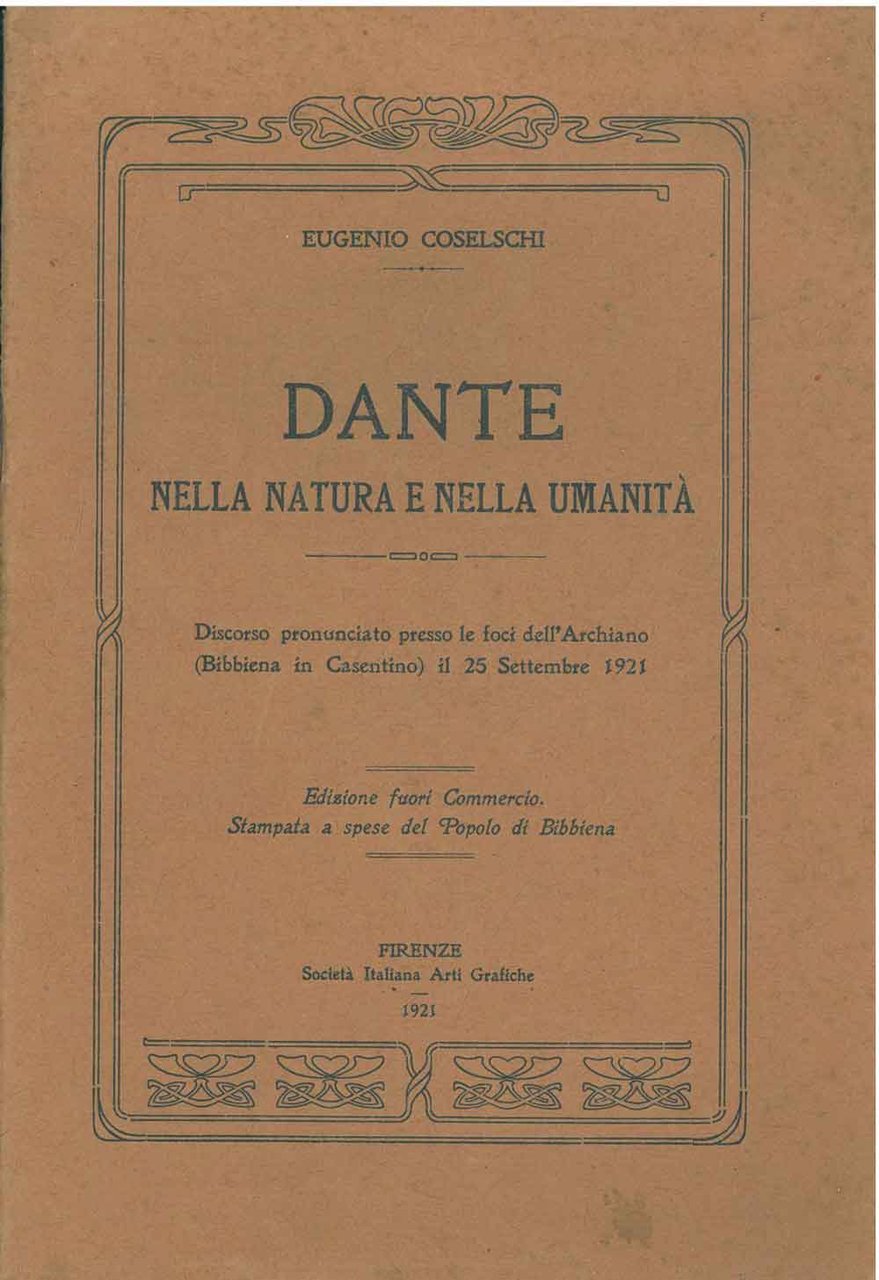 EUGENIO COSELSCHI
DANTE
NELLA NATURA E NELLA UMANITÀ
Discorso pronunciato presso le foci dell'Archiano
(Bibbiena in Casentino) il 25 Settembre 1921
Edizione fuori Commercio.
Stampata a spese del Popolo di Bibbiena
FIRENZE
Società Italiana Arti Grafiche
1921